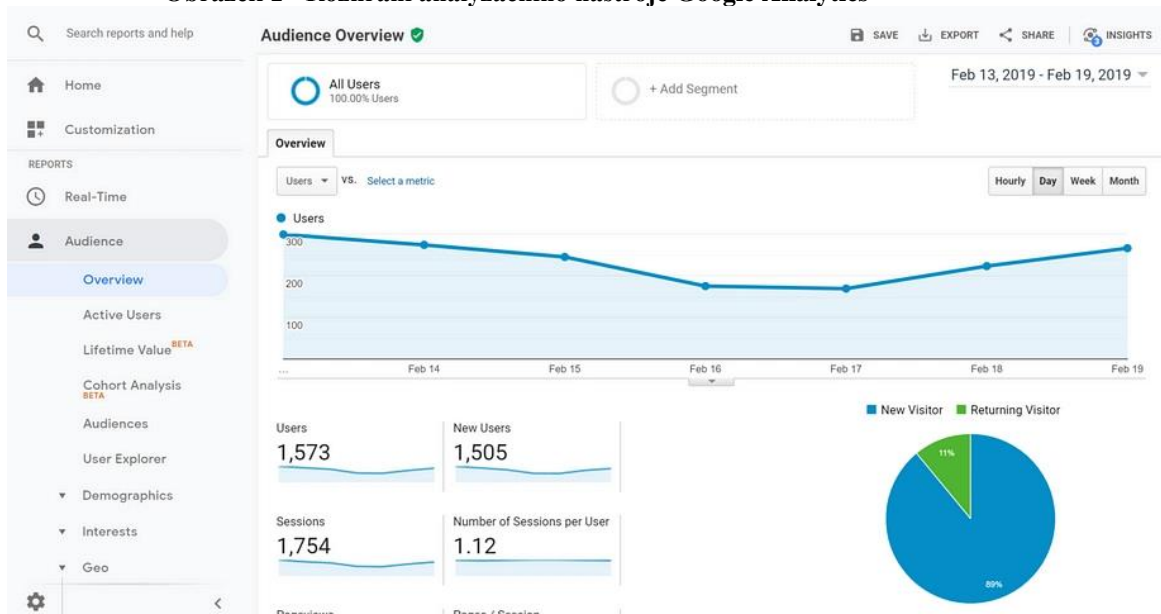 Search reports and help
Audience Overview
SAVE EXPORT SHARE INSIGHTS
Home
Customization
REPORTS
Real-Time
Audience
Overview
Active Users
Lifetime Value BETA
Cohort Analysis
BETA
Audiences
User Explorer
Demographics
Interests
Geo
All Users
100.00% Users
+ Add Segment
Feb 13, 2019 - Feb 19, 2019
Overview
Users VS. Select a metric
Hourly Day Week Month
Users
300
200
100
... Feb 14 Feb 15 Feb 16 Feb 17 Feb 18 Feb 19
New Visitor Returning Visitor
Users
1,573
New Users
1,505
Sessions
1,754
Number of Sessions per User
1.12
11%
89%